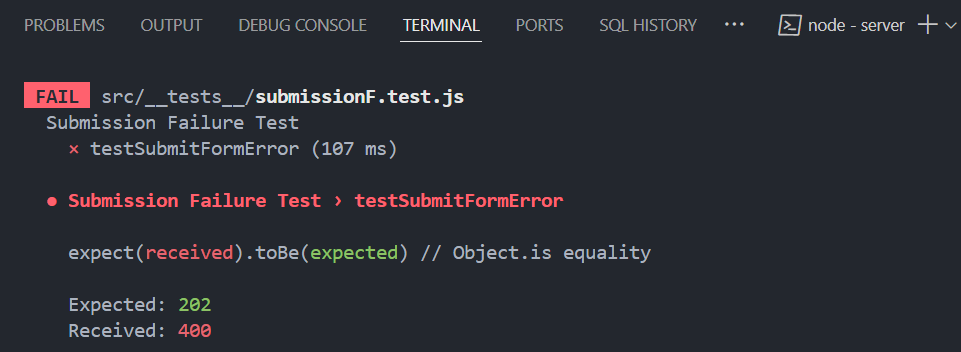 PROBLEMS OUTPUT DEBUG CONSOLE TERMINAL PORTS SQL HISTORY ··· node - server
FAIL src/__tests__/submissionF.test.js
Submission Failure Test
× testSubmitFormError (107 ms)
● Submission Failure Test › testSubmitFormError
expect(received).toBe(expected) // Object.is equality
Expected: 202
Received: 400